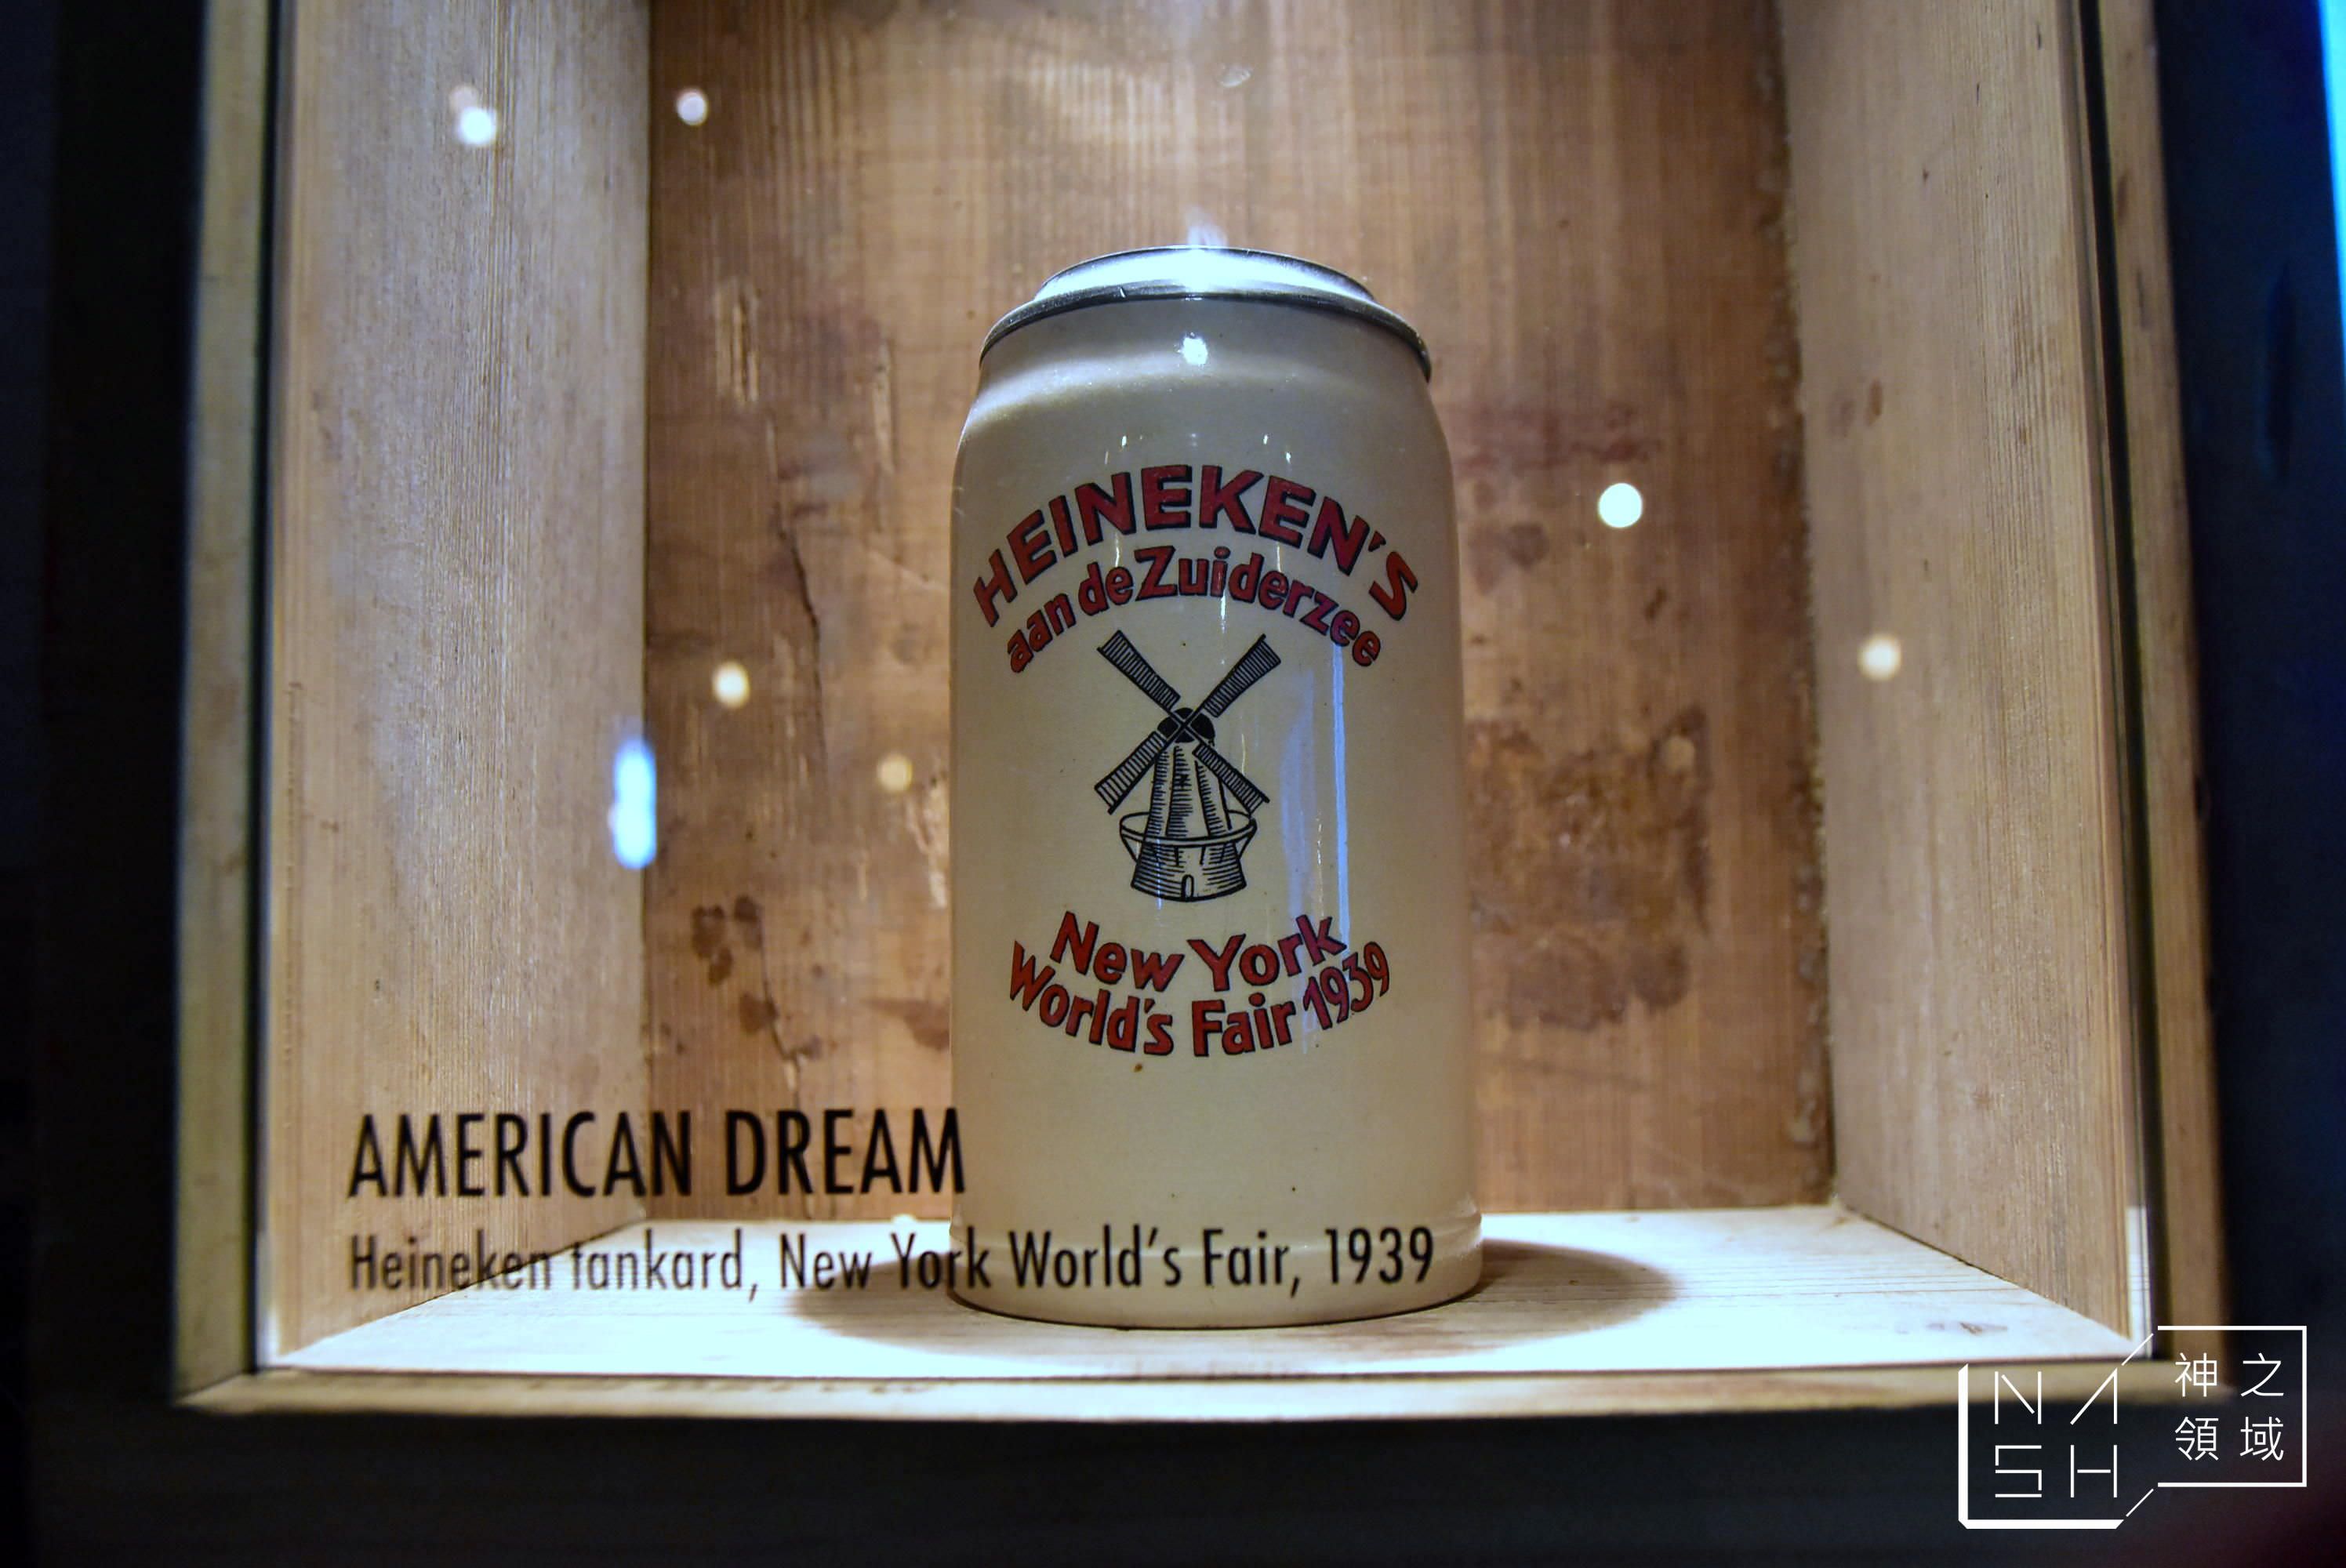 HEINEKEN'S
aan de Zuiderzee
New York
World's Fair 1939
AMERICAN DREAM
Heineken tankard, New York World's Fair, 1939
NASH
神之
領域